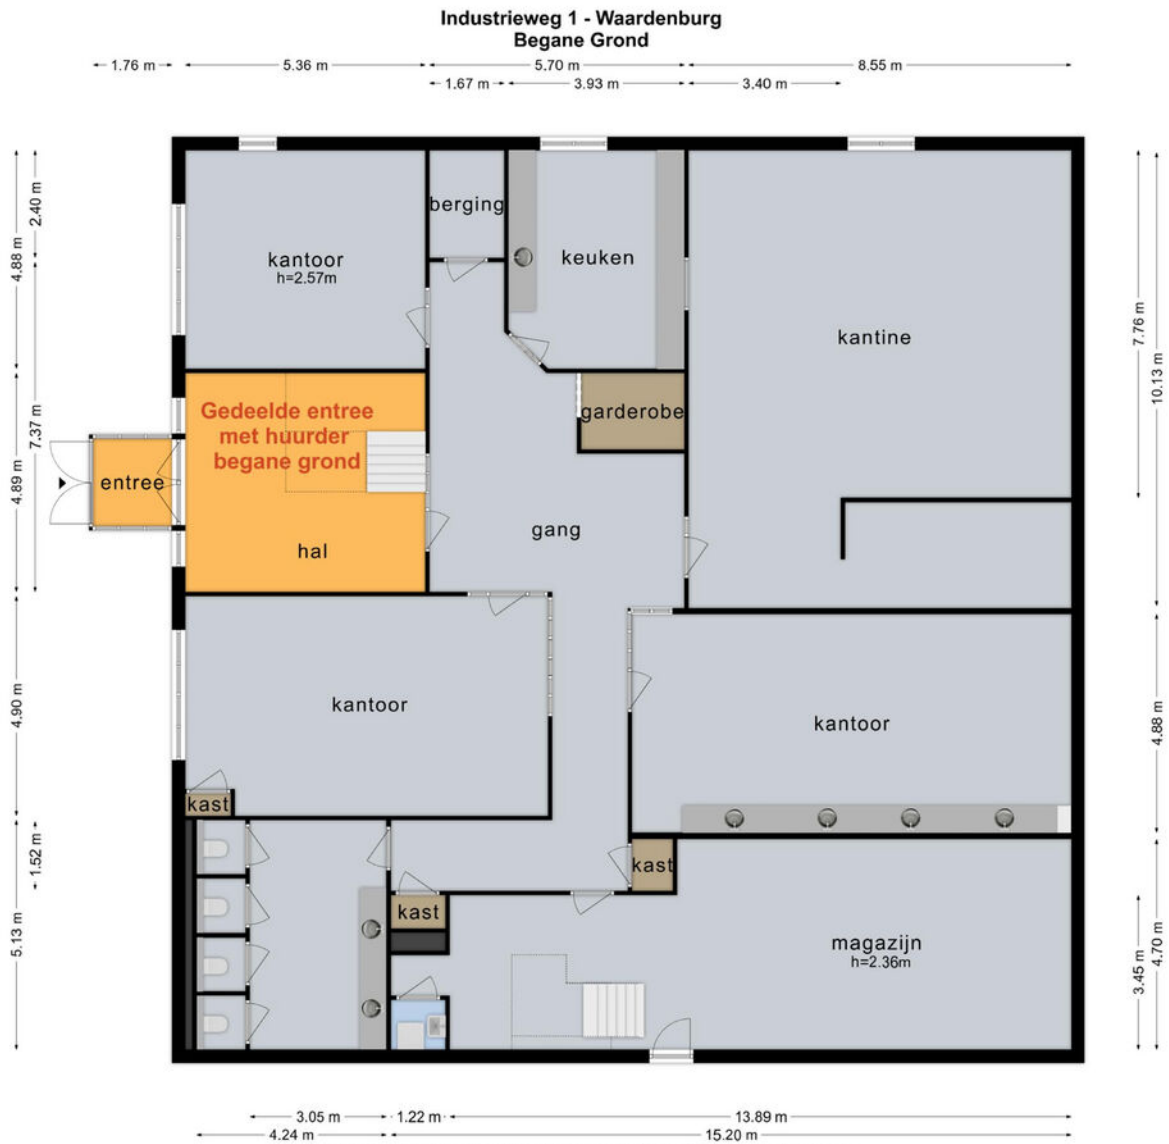 Industrieweg 1 - Waardenburg
Begane Grond
1.76 m
5.36 m
5.70 m
8.55 m
1.67 m
3.93 m
3.40 m
2.40 m
4.88 m
7.37 m
4.89 m
4.90 m
1.52 m
5.13 m
berging
kantoor
h=2.57m
keuken
kantine
garderobe
Gedeelde entree
met huurder
begane grond
entree
hal
gang
kantoor
kantoor
kast
kast
kast
magazijn
h=2.36m
7.76 m
10.13 m
4.88 m
3.45 m
4.70 m
3.05 m
1.22 m
13.89 m
4.24 m
15.20 m